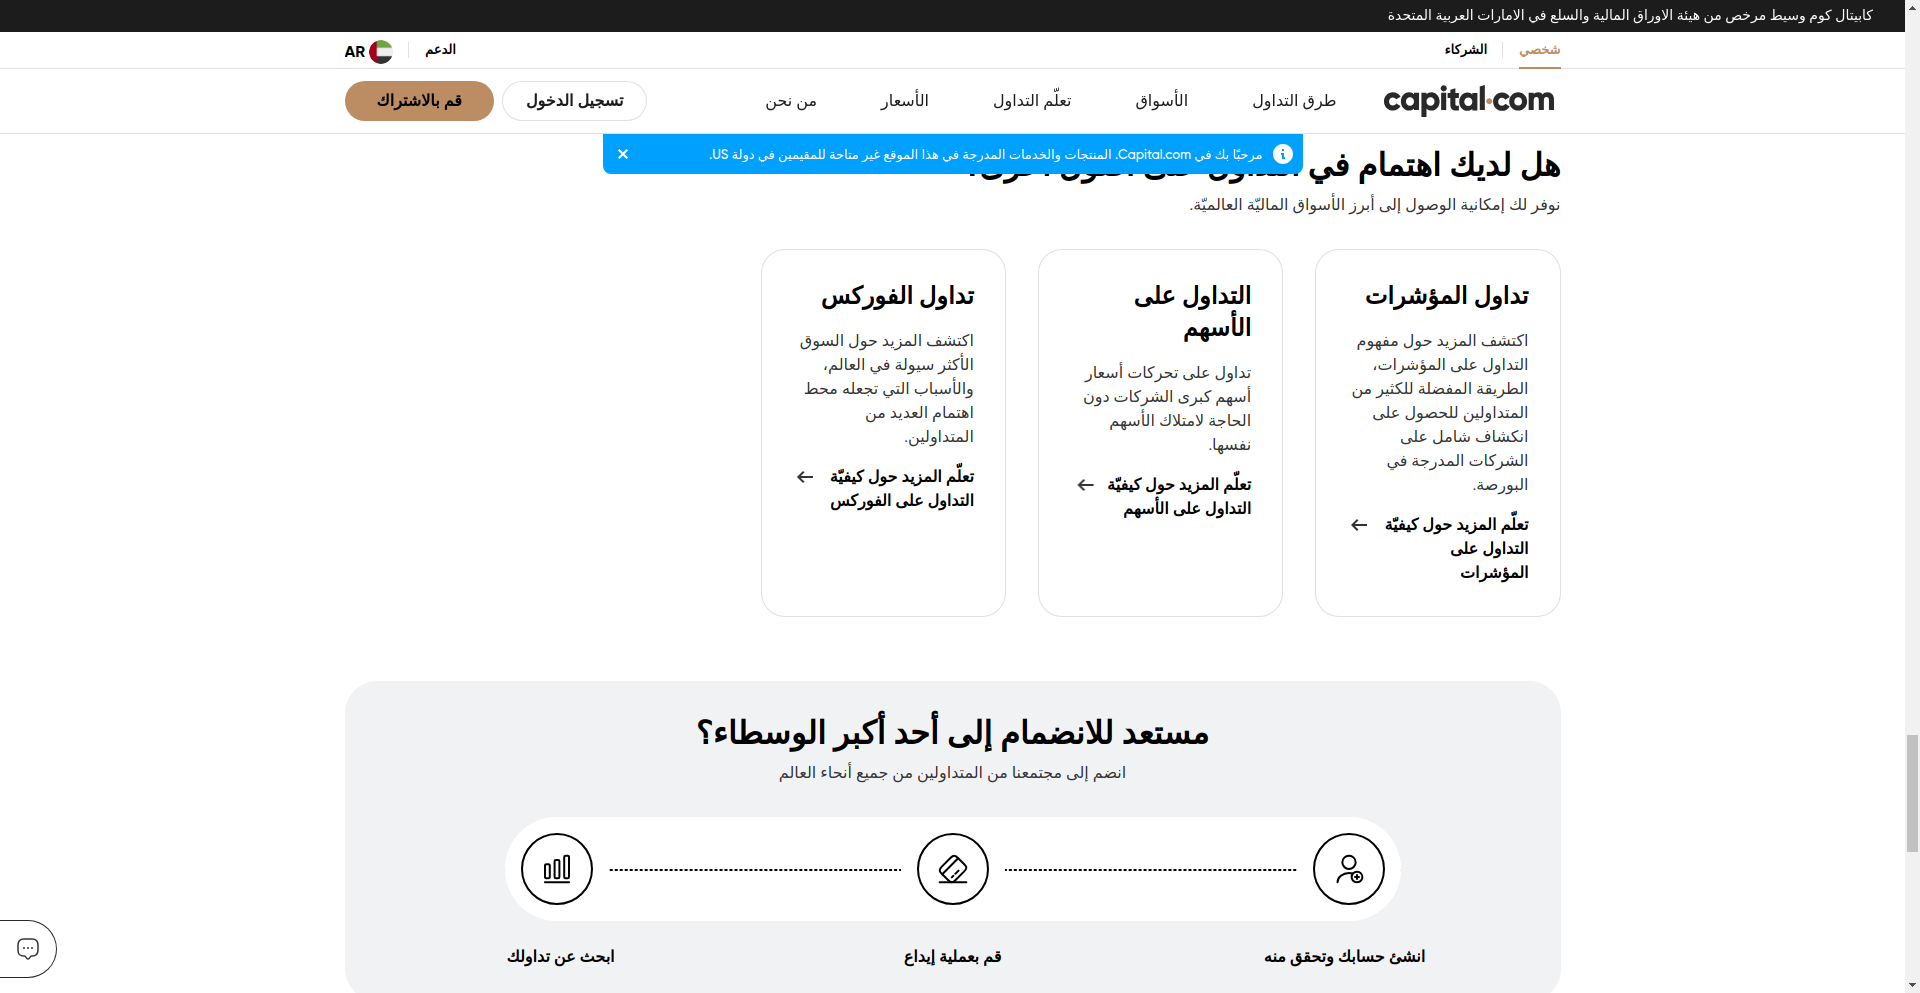 كابيتال كوم وسيط مرخص من هيئة الاوراق المالية والسلع في الامارات العربية المتحدة
شخصي
الشركاء
الدعم
AR
capital.com
طرق التداول
الأسواق
تعلّم التداول
الأسعار
من نحن
تسجيل الدخول
قم بالاشتراك
مرحبًا بك في Capital.com. المنتجات والخدمات المدرجة في هذا الموقع غير متاحة للمقيمين في دولة US.
هل لديك اهتمام في
نوفر لك إمكانية الوصول إلى أبرز الأسواق الماليّة العالميّة.
تداول المؤشرات
اكتشف المزيد حول مفهوم
التداول على المؤشرات،
الطريقة المفضلة للكثير من
المتداولين للحصول على
انكشاف شامل على
الشركات المدرجة في
البورصة.
تعلّم المزيد حول كيفيّة
التداول على
المؤشرات
التداول على
الأسهم
تداول على تحركات أسعار
أسهم كبرى الشركات دون
الحاجة لامتلاك الأسهم
نفسها.
تعلّم المزيد حول كيفيّة
التداول على الأسهم
تداول الفوركس
اكتشف المزيد حول السوق
الأكثر سيولة في العالم،
والأسباب التي تجعله محط
اهتمام العديد من
المتداولين.
تعلّم المزيد حول كيفيّة
التداول على الفوركس
مستعد للانضمام إلى أحد أكبر الوسطاء؟
انضم إلى مجتمعنا من المتداولين من جميع أنحاء العالم
انشئ حسابك وتحقق منه
قم بعملية إيداع
ابحث عن تداولك